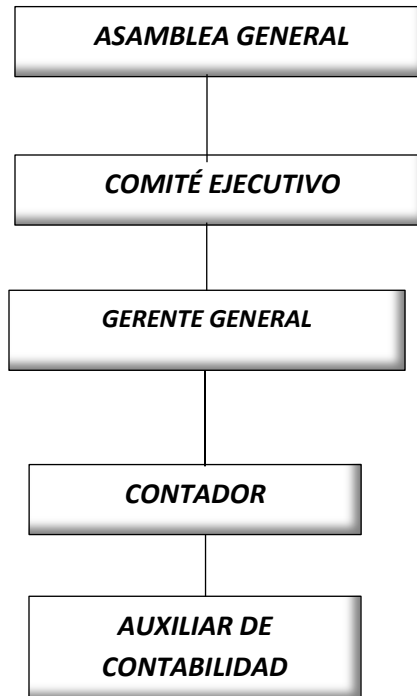 ASAMBLEA GENERAL
COMITÉ EJECUTIVO
GERENTE GENERAL
CONTADOR
AUXILIAR DE
CONTABILIDAD